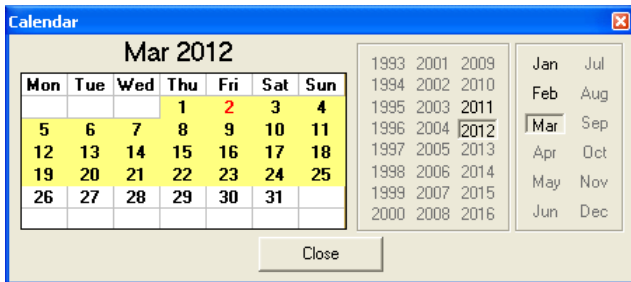 Calendar
Mar 2012
Mon Tue Wed Thu Fri Sat Sun
1 2 3 4
5 6 7 8 9 10 11
12 13 14 15 16 17 18
19 20 21 22 23 24 25
26 27 28 29 30 31
1993 2001 2009
1994 2002 2010
1995 2003 2011
1996 2004 2012
1997 2005 2013
1998 2006 2014
1999 2007 2015
2000 2008 2016
Jan Jul
Feb Aug
Mar Sep
Apr Oct
May Nov
Jun Dec
Close